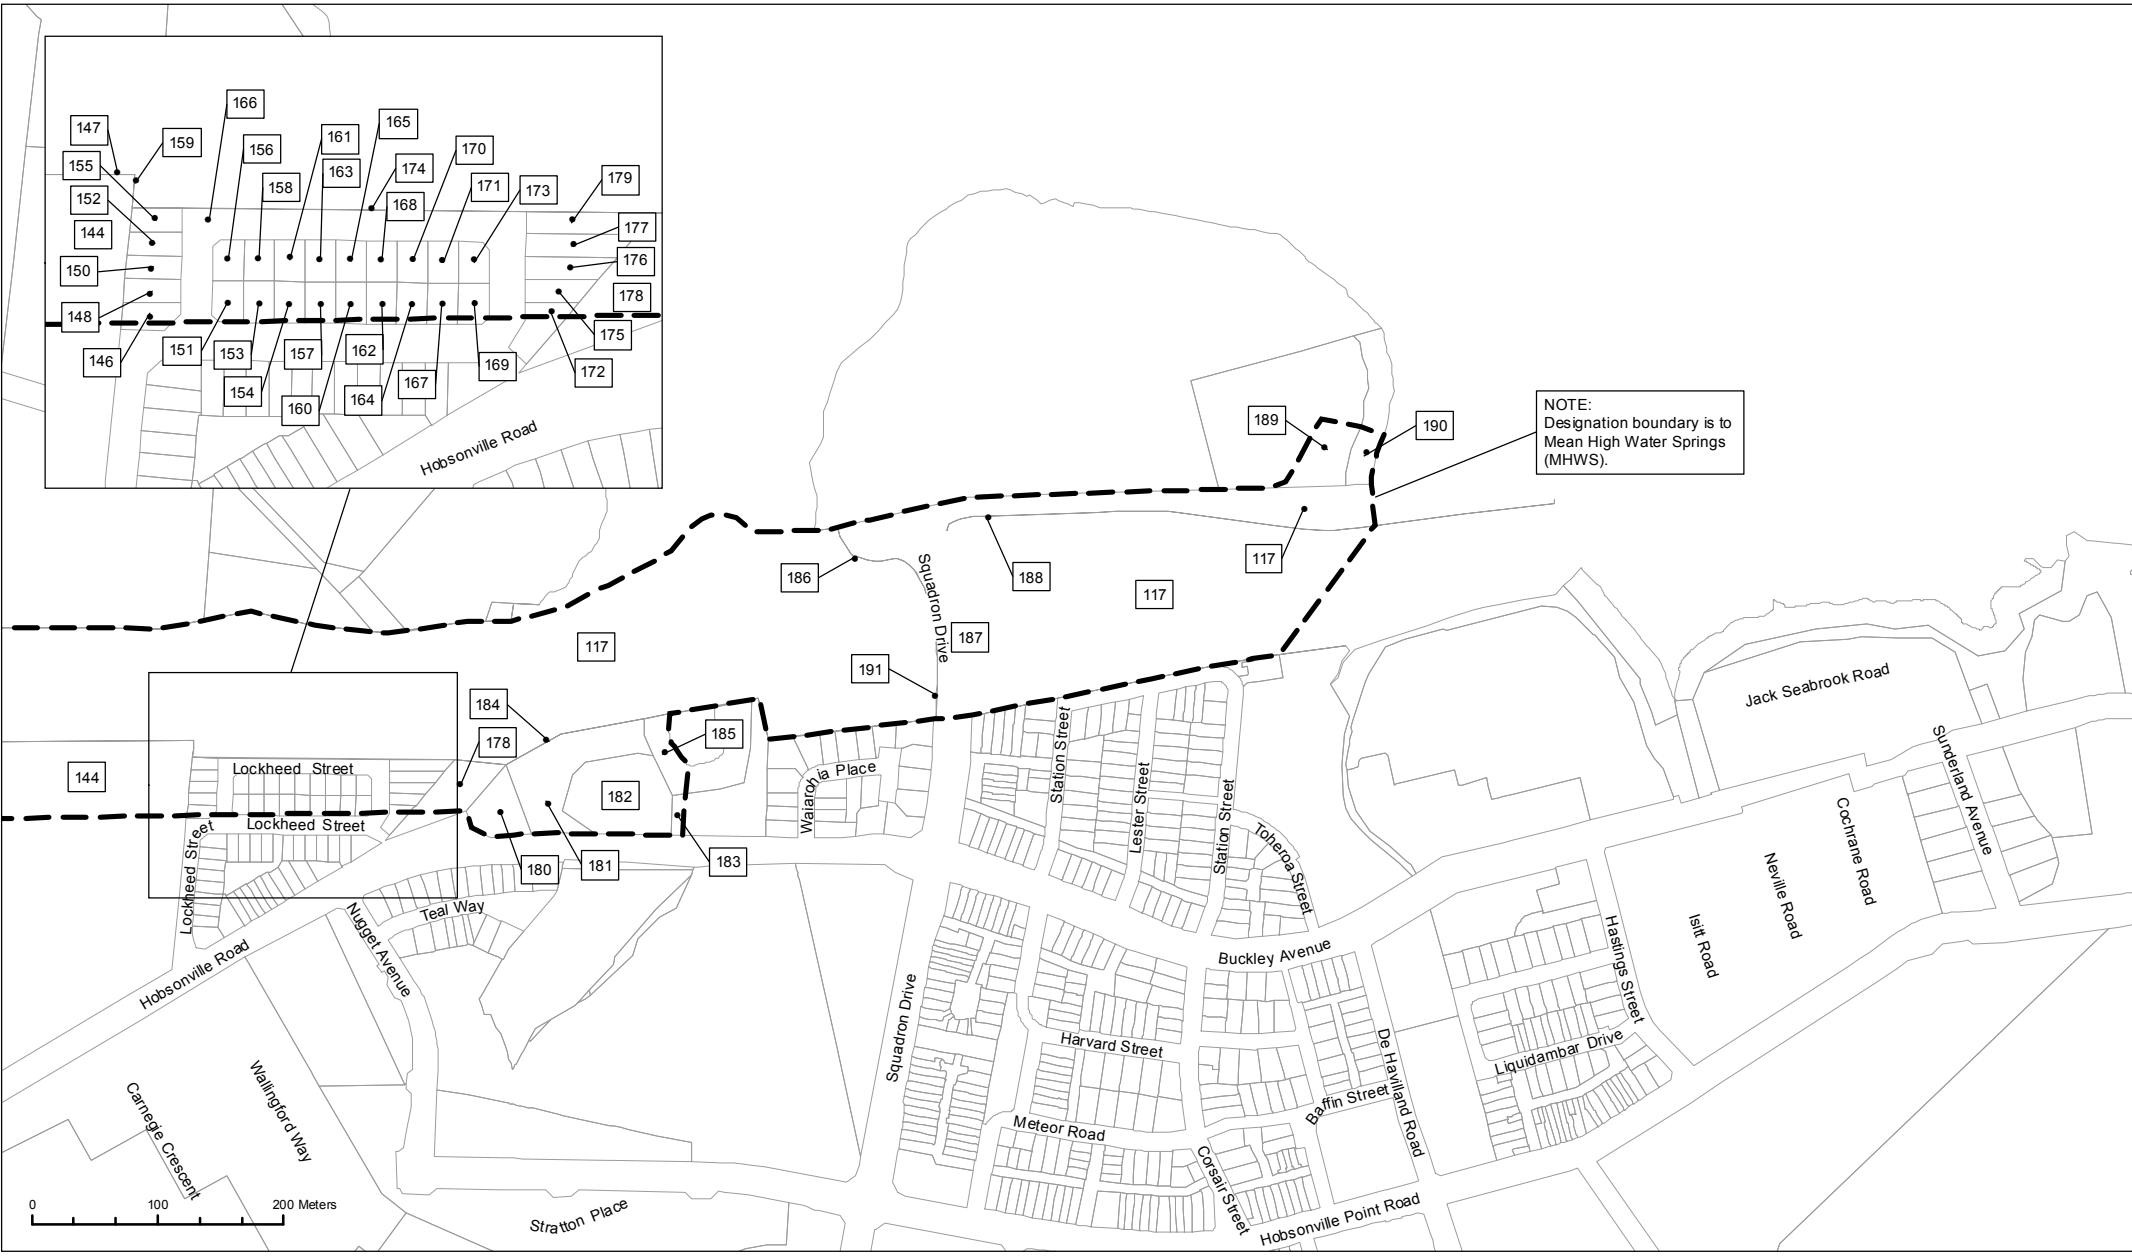 166
147
159
161
165
156
155
163
174
170
158
171
179
152
173
168
144
177
150
176
178
148
175
151
153
157
162
146
169
172
154
167
164
160
Hobsonville Road
189
190
NOTE:
Designation boundary is to
Mean High Water Springs
(MHWS).
117
186
188
117
Squadron Drive
187
117
191
184
178
185
Jack Seabrook Road
144
Lockheed Street
182
Waiarohia Place
Station Street
Lester Street
Station Street
Sunderland Avenue
Lockheed Street
Lockheed Street
180
181
183
Toheroa Street
Cochrane Road
Neville Road
Isitt Road
Teal Way
Nugget Avenue
Hobsonville Road
Buckley Avenue
Hastings Street
Squadron Drive
Harvard Street
De Havilland Road
Liquidambar Drive
Wallingford Way
Carnegie Crescent
Baffin Street
Meteor Road
Corsair Street
Hobsonville Point Road
Stratton Place
0 100 200 Meters